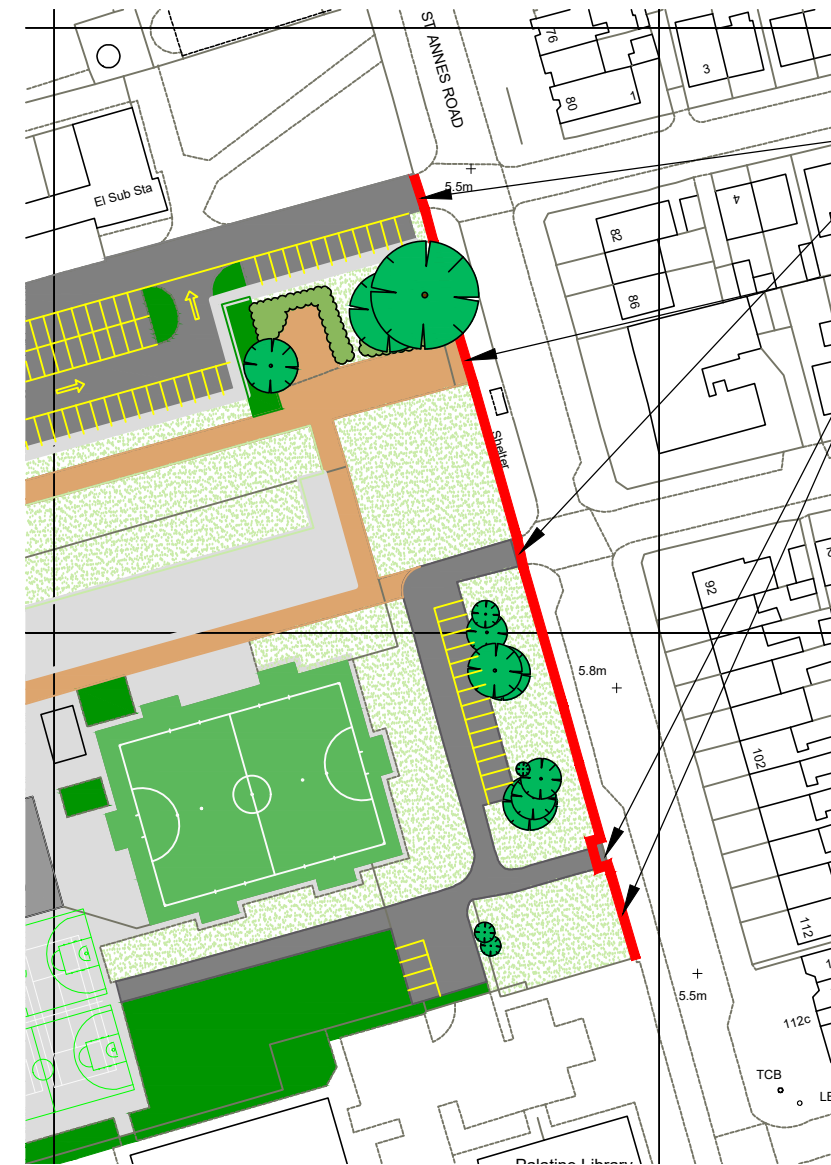 ST ANNES ROAD
76
80
1
3
El Sub Sta
5.5m
82
86
4
Shelter
92
5.8m
102
112
5.5m
112c
TCB
Palatine Library